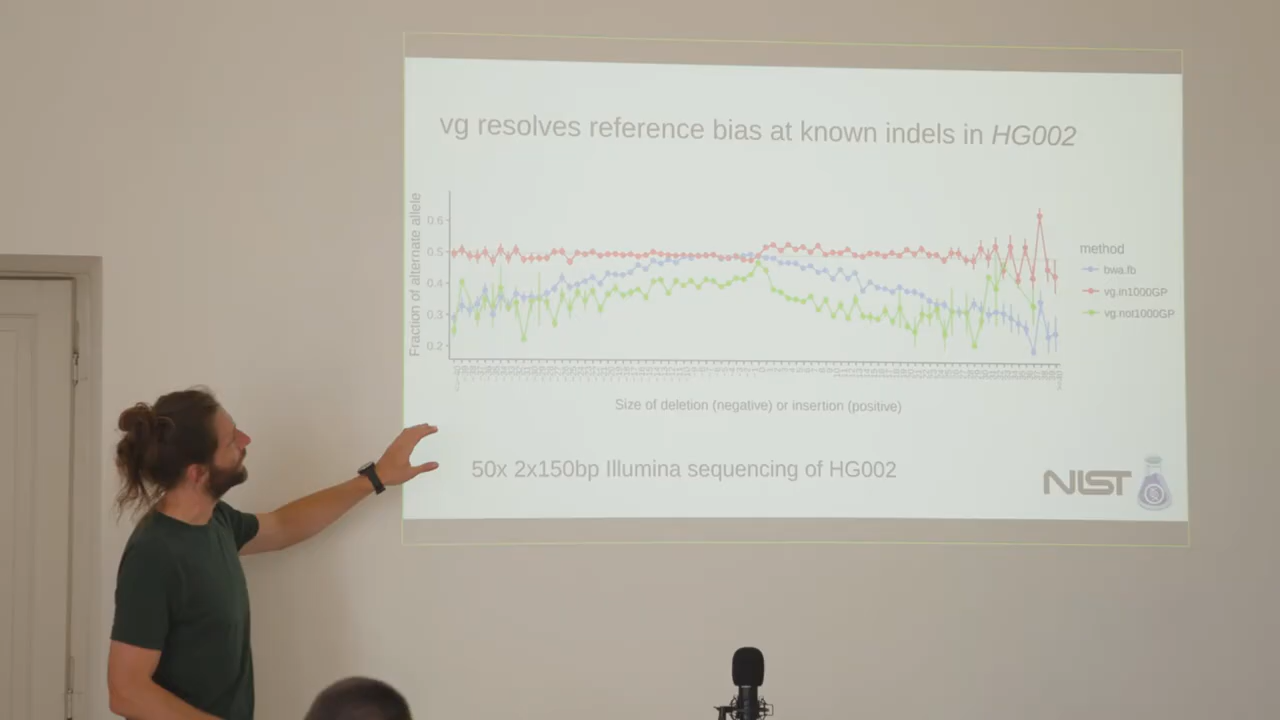 vg resolves reference bias at known indels in HG002
Fraction of alternate allele
0.6
0.5
0.4
0.3
0.2
method
bwa.fb
vg.in1000GP
vg.not1000GP
Size of deletion (negative) or insertion (positive)
50x 2x150bp Illumina sequencing of HG002
NIST